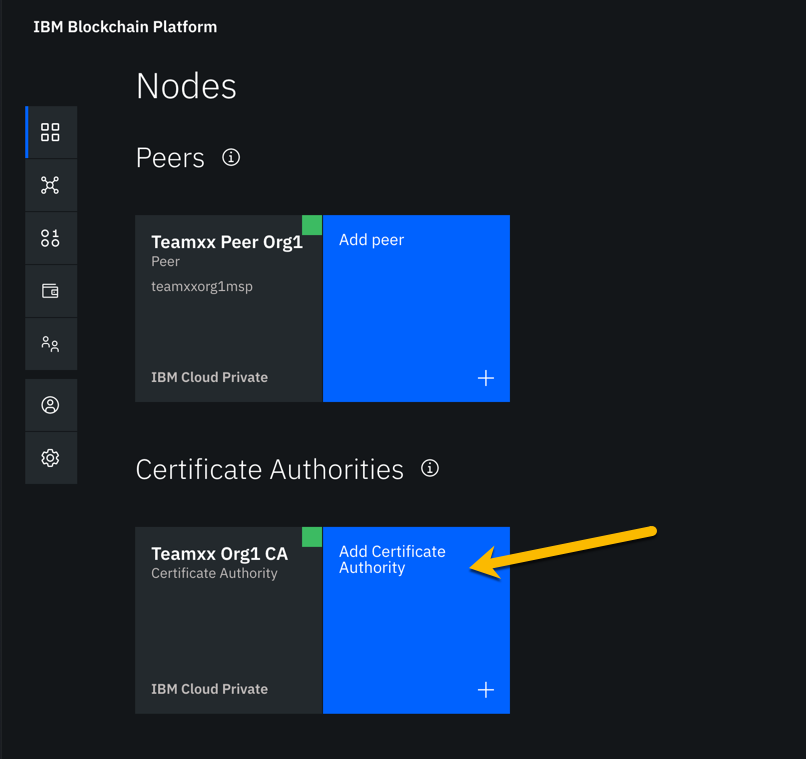 IBM Blockchain Platform
Nodes
Peers
Teamxx Peer Org1
Peer
teamxxorg1msp
IBM Cloud Private
Add peer
Certificate Authorities
Teamxx Org1 CA
Certificate Authority
IBM Cloud Private
Add Certificate
Authority